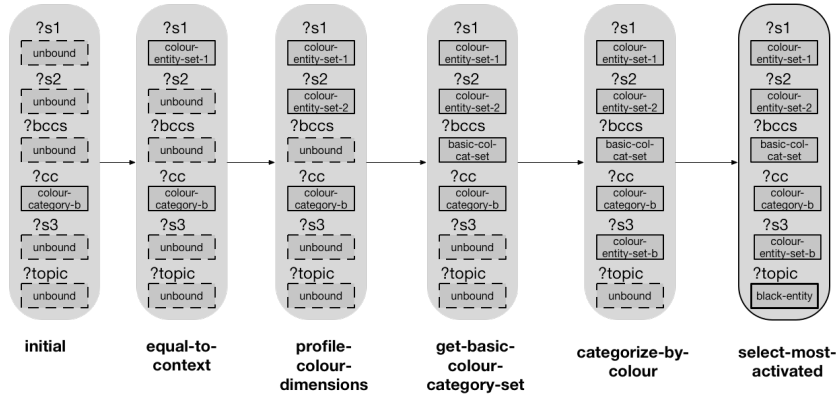 ?s1
unbound
?s2
unbound
?bccs
unbound
?cc
colour-
category-b
?s3
unbound
?topic
unbound
initial
?s1
colour-
entity-set-1
?s2
unbound
?bccs
unbound
?cc
colour-
category-b
?s3
unbound
?topic
unbound
equal-to-
context
?s1
colour-
entity-set-1
?s2
colour-
entity-set-2
?bccs
unbound
?cc
colour-
category-b
?s3
unbound
?topic
unbound
profile-
colour-
dimensions
?s1
colour-
entity-set-1
?s2
colour-
entity-set-2
?bccs
basic-col-
cat-set
?cc
colour-
category-b
?s3
unbound
?topic
unbound
get-basic-
colour-
category-set
?s1
colour-
entity-set-1
?s2
colour-
entity-set-2
?bccs
basic-col-
cat-set
?cc
colour-
category-b
?s3
colour-
entity-set-b
?topic
unbound
categorize-by-
colour
?s1
colour-
entity-set-1
?s2
colour-
entity-set-2
?bccs
basic-col-
cat-set
?cc
colour-
category-b
?s3
colour-
entity-set-b
?topic
black-entity
select-most-
activated